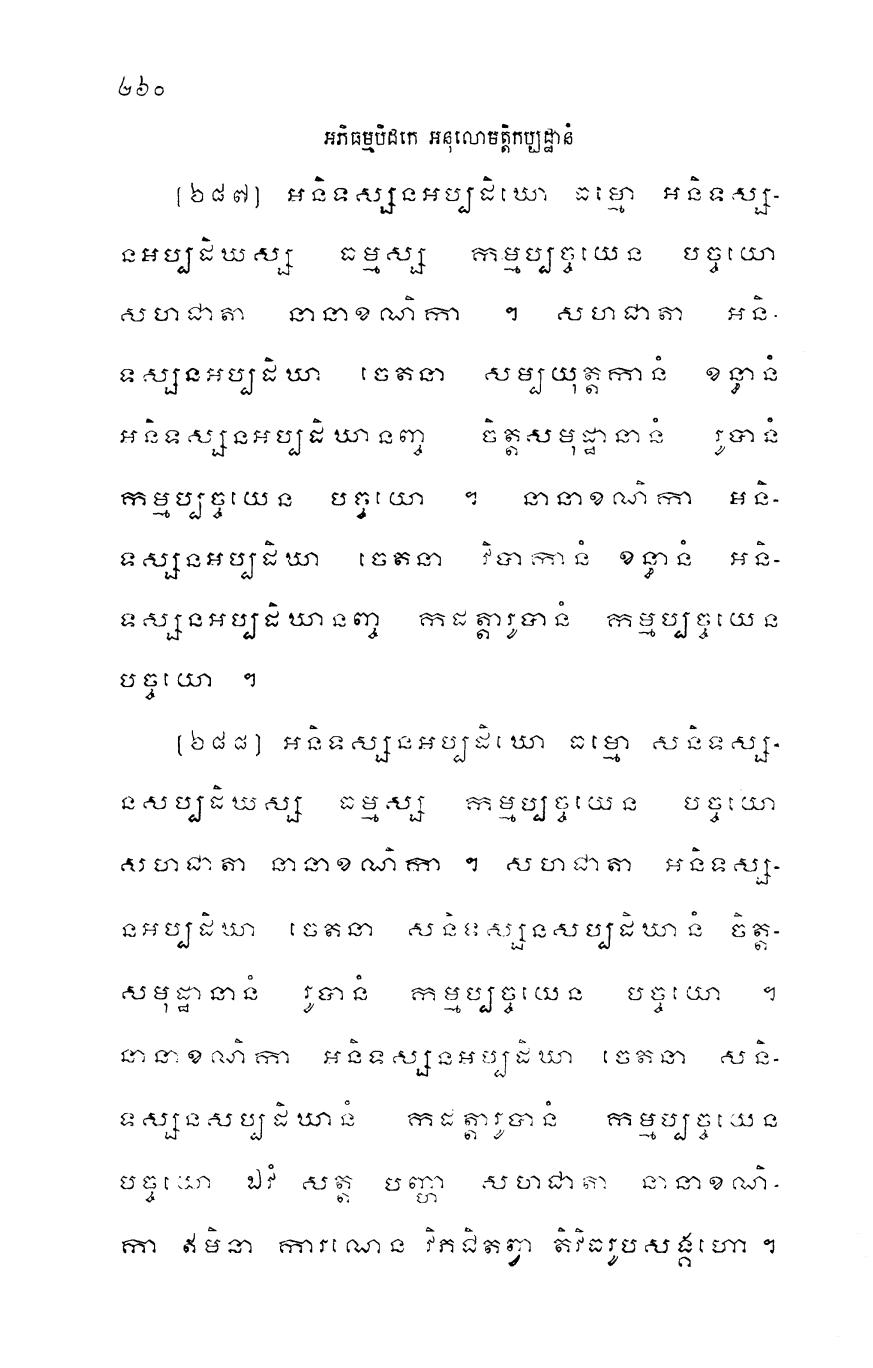 ២៦០
អភិធម្មបិដកេ អនុលោមត្តិកប្បដ្ឋានំ
[៦៨៧] អនិទស្សនអប្បដិឃោ ធម្មោ អនិទស្ស-
នអប្បដិឃស្ស ធម្មស្ស កម្មប្បច្ចយេន បច្ចយោ
សហជាតា នានាខណិកា ។ សហជាតា អនិ-
ទស្សនអប្បដិឃា ចេតនា សម្បយុត្តកានំ ខន្ធានំ
អនិទស្សនអប្បដិឃានញ្ច ចិត្តសមុដ្ឋានានំ រូបានំ
កម្មប្បច្ចយេន បច្ចយោ ។ នានាខណិកា អនិ-
ទស្សនអប្បដិឃា ចេតនា វិបាកានំ ខន្ធានំ អនិ-
ទស្សនអប្បដិឃានញ្ច កដត្តារូបានំ កម្មប្បច្ចយេន
បច្ចយោ ។
[៦៨៨] អនិទស្សនអប្បដិឃោ ធម្មោ សនិទស្ស-
នសប្បដិឃស្ស ធម្មស្ស កម្មប្បច្ចយេន បច្ចយោ
សហជាតា នានាខណិកា ។ សហជាតា អនិទស្ស-
នអប្បដិឃា ចេតនា សនិទស្សនសប្បដិឃានំ ចិត្ត-
សមុដ្ឋានានំ រូបានំ កម្មប្បច្ចយេន បច្ចយោ ។
នានាខណិកា អនិទស្សនអប្បដិឃា ចេតនា សនិ-
ទស្សនសប្បដិឃានំ កដត្តារូបានំ កម្មប្បច្ចយេន
បច្ចយោ ឯវំ សត្ត បញ្ហា សហជាតា នានាខណិ-
កា ឥមិនា ការណេន វិភជិតព្វា តិវិធរូបសង្គហោ ។